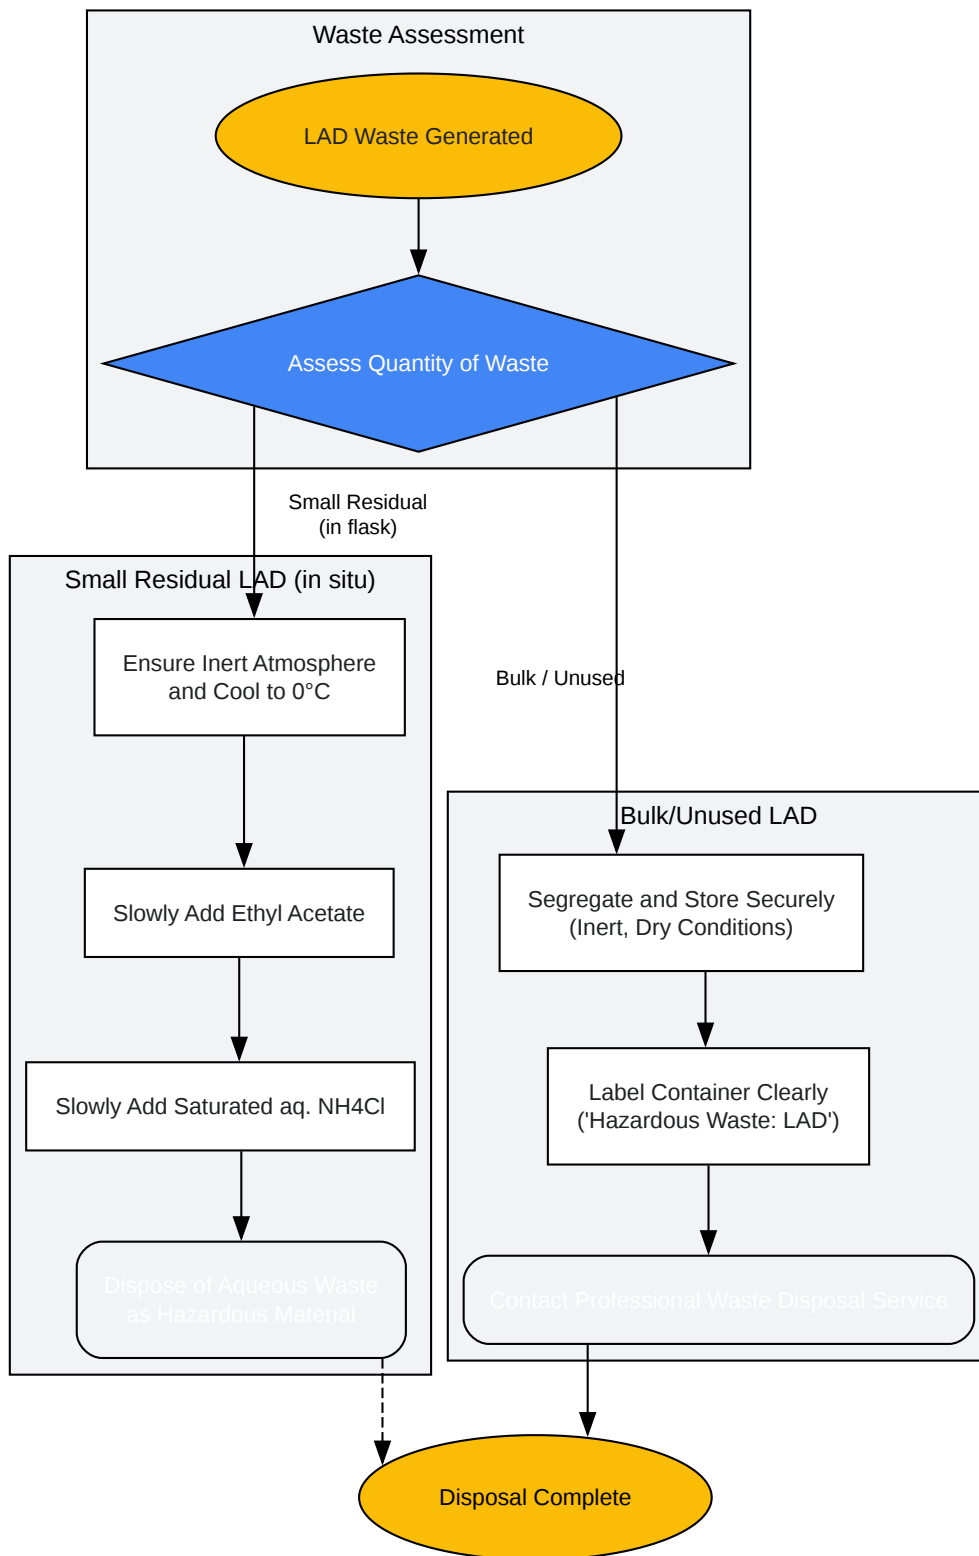 Waste Assessment
LAD Waste Generated
Assess Quantity of Waste
Small Residual
(in flask)
Small Residual LAD (in situ)
Ensure Inert Atmosphere
and Cool to 0°C
Bulk / Unused
Bulk/Unused LAD
Slowly Add Ethyl Acetate
Segregate and Store Securely
(Inert, Dry Conditions)
Slowly Add Saturated aq. NH4Cl
Label Container Clearly
('Hazardous Waste: LAD')
Dispose of Aqueous Waste
as Hazardous Material
Contact Professional Waste Disposal Service
Disposal Complete